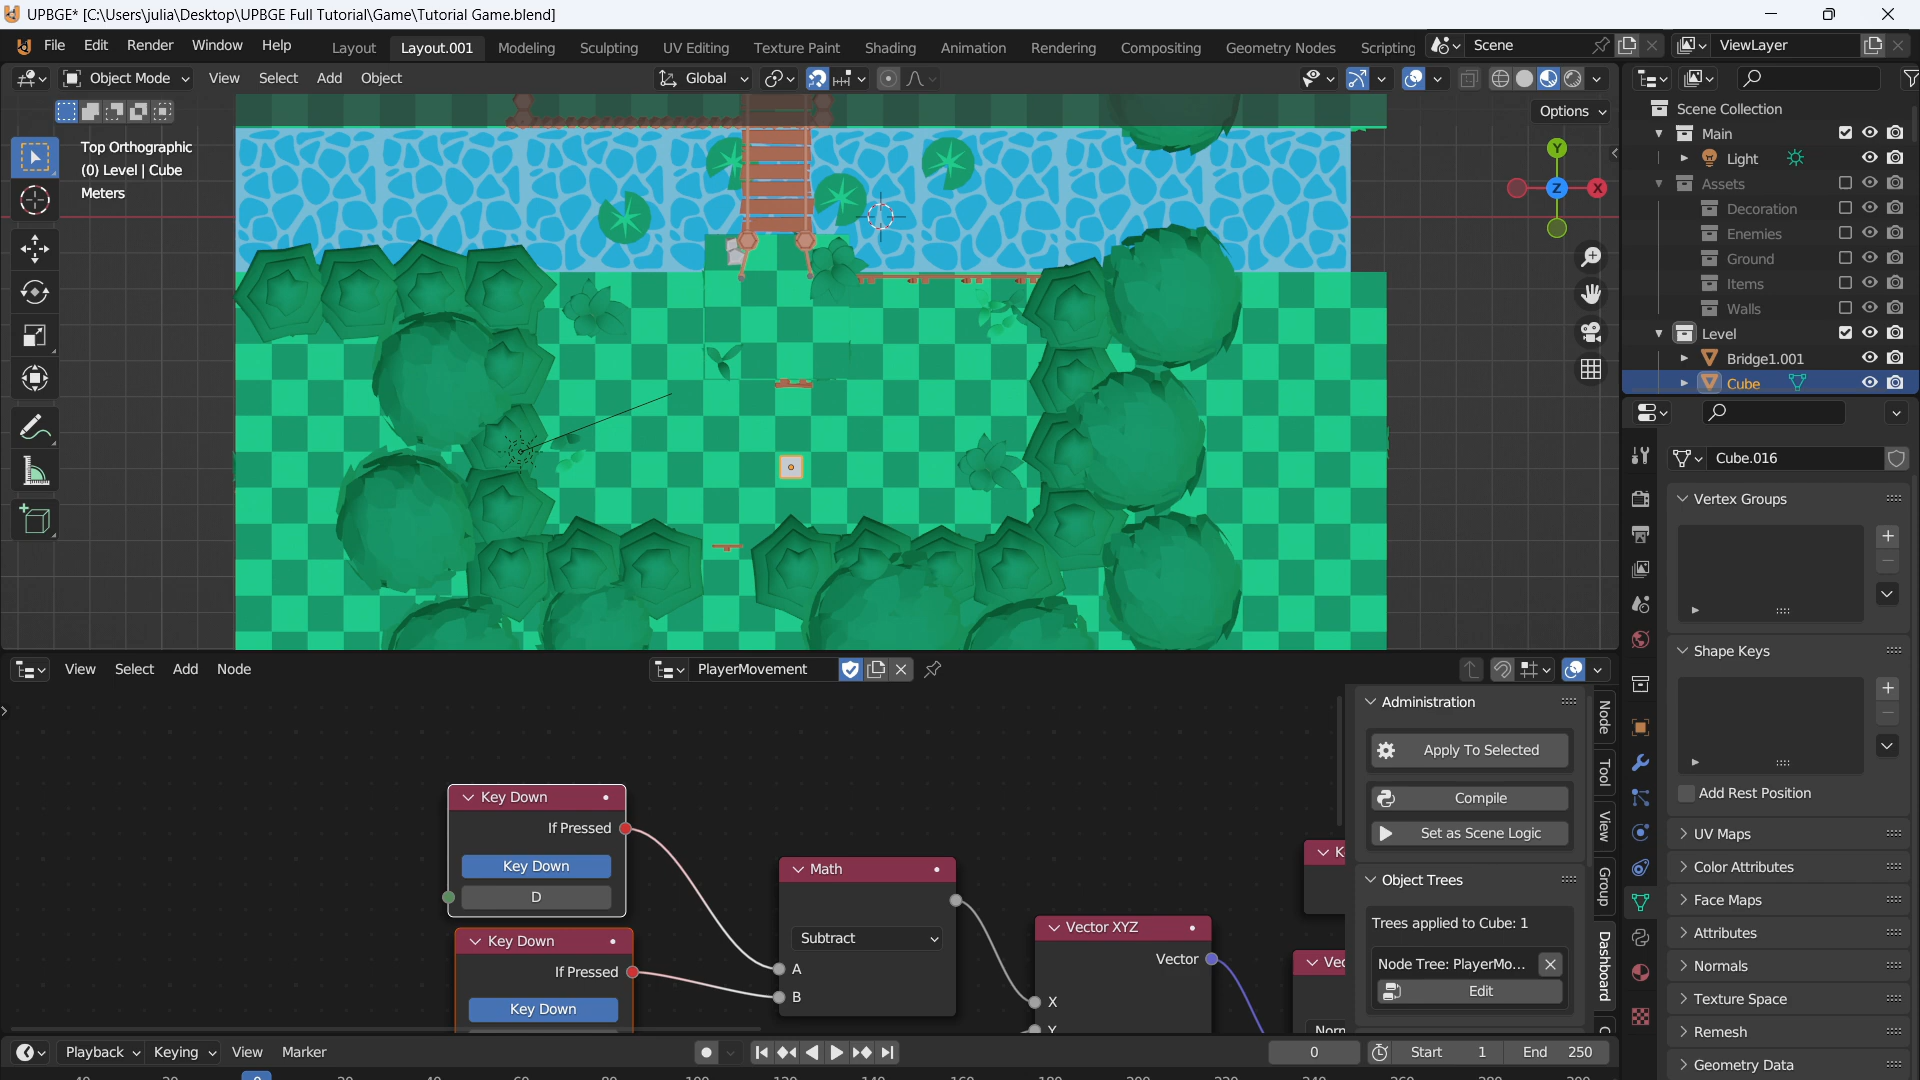 UPBGE* [C:\Users\julia\Desktop\UPBGE Full Tutorial\Game\Tutorial Game.blend]
File Edit Render Window Help Layout Layout.001 Modeling Sculpting UV Editing Texture Paint Shading Animation Rendering Compositing Geometry Nodes Scripting Scene ViewLayer
Object Mode View Select Add Object Global
Options
Top Orthographic
(0) Level | Cube
Meters
Y
Z
X
Scene Collection
Main
Light
Assets
Decoration
Enemies
Ground
Items
Walls
Level
Bridge1.001
Cube
Cube.016
Vertex Groups
Shape Keys
Add Rest Position
UV Maps
Color Attributes
Face Maps
Attributes
Normals
Texture Space
Remesh
Geometry Data
View Select Add Node PlayerMovement
Key Down
If Pressed
Key Down
D
Key Down
If Pressed
Key Down
Math
Subtract
A
B
Vector XYZ
Vector
X
Y
K
Vec
Norn
Administration
Apply To Selected
Compile
Set as Scene Logic
Object Trees
Trees applied to Cube: 1
Node Tree: PlayerMo...
Edit
Node
Tool
View
Group
Dashboard
Playback Keying View Marker 0 Start 1 End 250